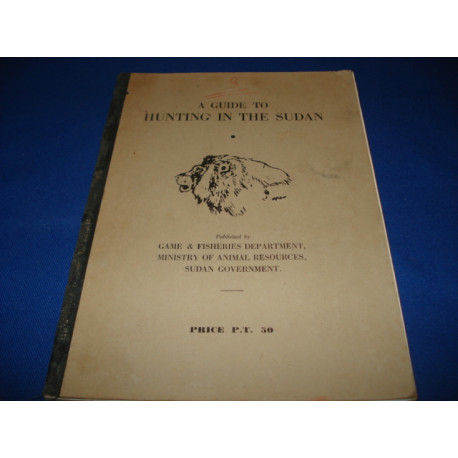 A GUIDE TO
HUNTING IN THE SUDAN
Published by
GAME & FISHERIES DEPARTMENT,
MINISTRY OF ANIMAL RESOURCES,
SUDAN GOVERNMENT.
PRICE P.T. 50